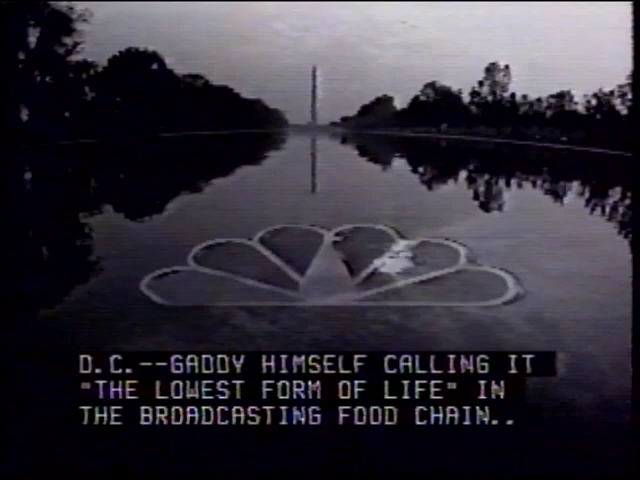 D.C.--GADDY HIMSELF CALLING IT
"THE LOWEST FORM OF LIFE" IN
THE BROADCASTING FOOD CHAIN..